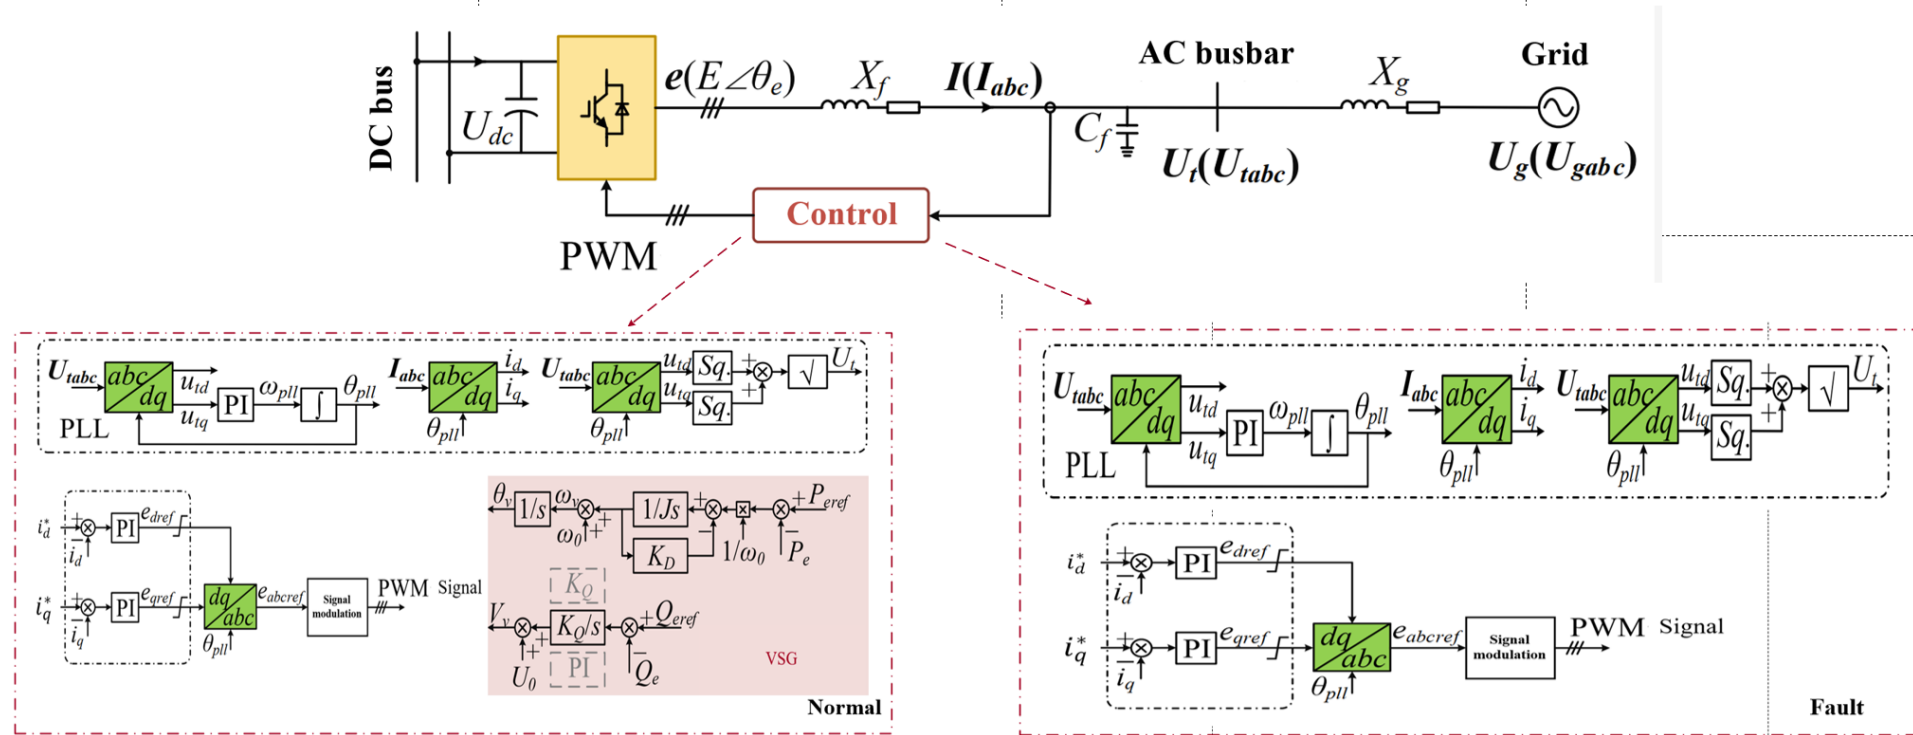 DC bus
U_dc
e(E∠θ_e)
X_f
I(I_abc)
AC busbar
X_g
Grid
C_f
U_t(U_tabc)
U_g(U_gabc)
Control
PWM
U_tabc
abc
dq
u_td
u_tq
PI
ω_pll
∫
θ_pll
PLL
I_abc
abc
dq
i_d
i_q
θ_pll
U_tabc
abc
dq
u_td
u_tq
Sq.
Sq.
+
+
√
U_t
θ_pll
i_d^*
+
−
i_d
PI
e_dref
i_q^*
+
−
i_q
PI
e_qref
dq
abc
θ_pll
e_abcref
Signal
modulation
PWM Signal
θ_v
1/s
ω_v
ω_0
+
+
1/Js
K_D
+
−
1/ω_0
+
P_eref
−
P_e
K_Q
V_v
K_Q/s
+
+
U_0
PI
+
Q_eref
−
Q_e
VSG
Normal
U_tabc
abc
dq
u_td
u_tq
PI
ω_pll
∫
θ_pll
PLL
I_abc
abc
dq
i_d
i_q
θ_pll
U_tabc
abc
dq
u_td
u_tq
Sq.
Sq.
+
+
√
U_t
θ_pll
i_d^*
+
−
i_d
PI
e_dref
i_q^*
+
−
i_q
PI
e_qref
dq
abc
θ_pll
e_abcref
Signal
modulation
PWM Signal
Fault